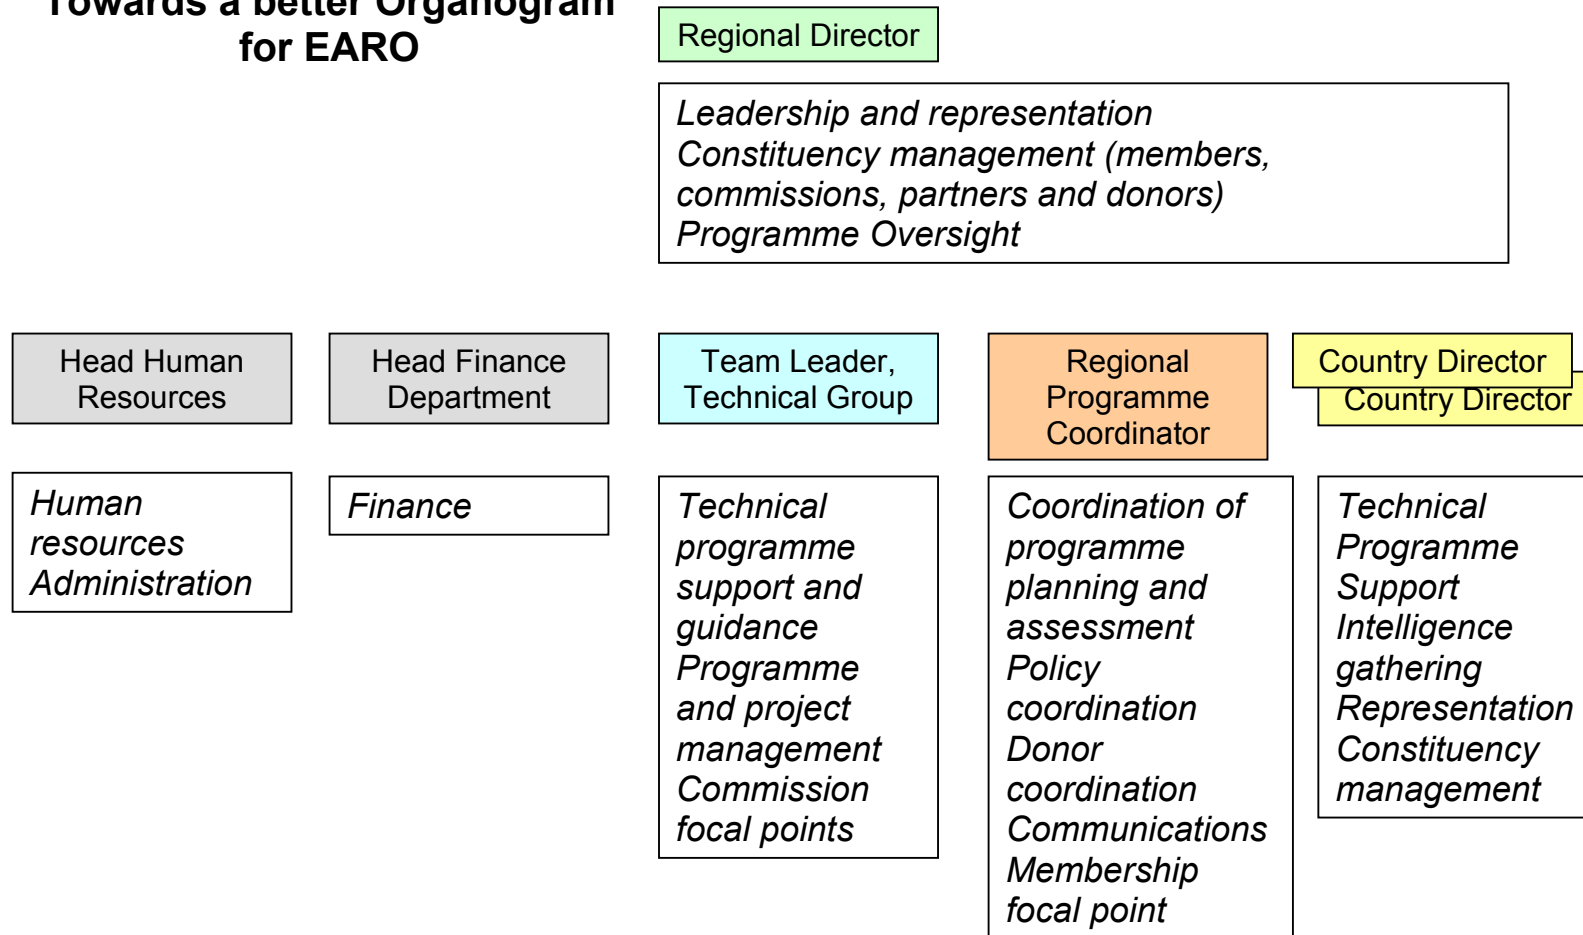 Towards a better Organogram
for EARO
Regional Director
Leadership and representation
Constituency management (members,
commissions, partners and donors)
Programme Oversight
Head Human
Resources
Head Finance
Department
Team Leader,
Technical Group
Regional
Programme
Coordinator
Country Director
Country Director
Human
resources
Administration
Finance
Technical
programme
support and
guidance
Programme
and project
management
Commission
focal points
Coordination of
programme
planning and
assessment
Policy
coordination
Donor
coordination
Communications
Membership
focal point
Technical
Programme
Support
Intelligence
gathering
Representation
Constituency
management